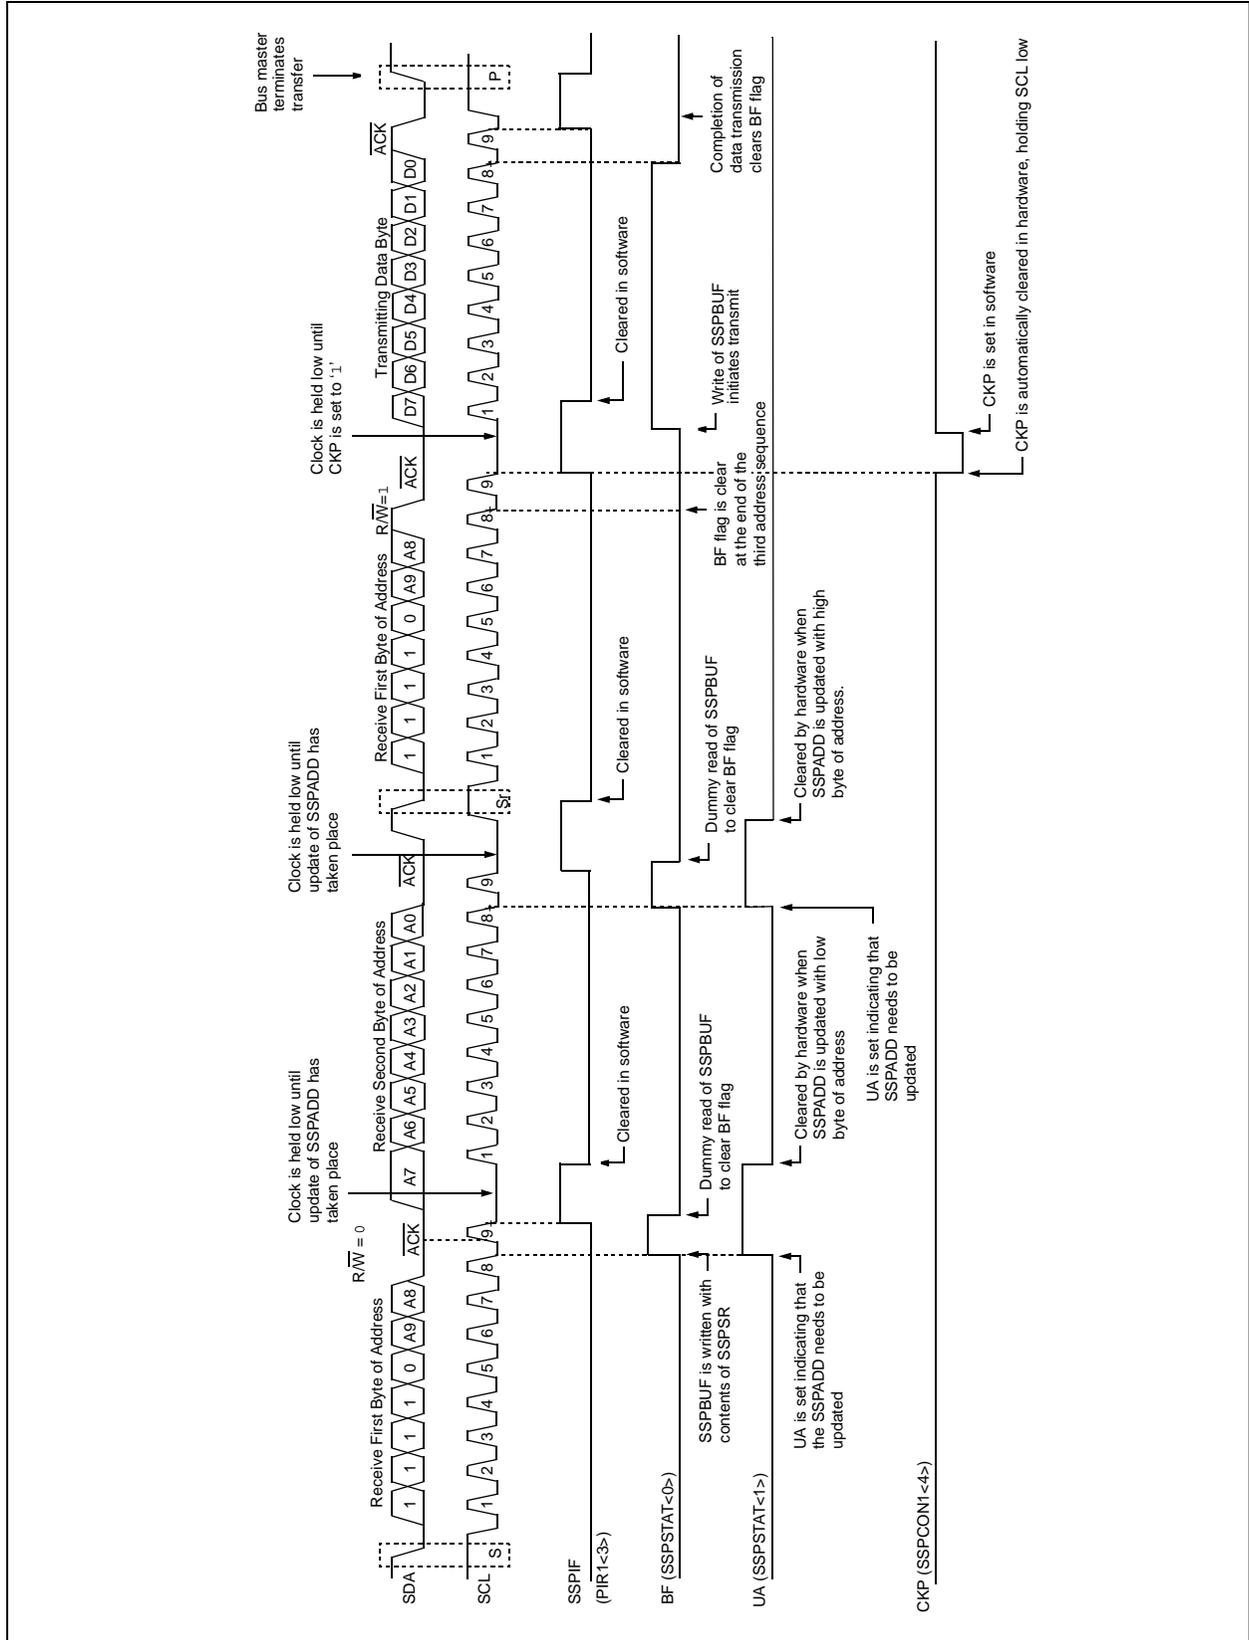 Bus master
terminates
transfer
Clock is held low until
CKP is set to ‘1’
Clock is held low until
update of SSPADD has
taken place
Clock is held low until
update of SSPADD has
taken place
R/W = 0
Receive First Byte of Address
ACK
Receive Second Byte of Address
ACK
Receive First Byte of Address
R/W=1
ACK
Transmitting Data Byte
ACK
SDA
1 1 1 1 0 A9 A8
A7 A6 A5 A4 A3 A2 A1 A0
1 1 1 1 0 A9 A8
D7 D6 D5 D4 D3 D2 D1 D0
SCL
S
1 2 3 4 5 6 7 8 9
1 2 3 4 5 6 7 8 9
Sr
1 2 3 4 5 6 7 8 9
1 2 3 4 5 6 7 8 9
P
SSPIF
(PIR1<3>)
Cleared in software
Cleared in software
Cleared in software
BF (SSPSTAT<0>)
SSPBUF is written with
contents of SSPSR
Dummy read of SSPBUF
to clear BF flag
Dummy read of SSPBUF
to clear BF flag
BF flag is clear
at the end of the
third address sequence
Write of SSPBUF
initiates transmit
Completion of
data transmission
clears BF flag
UA (SSPSTAT<1>)
UA is set indicating that
the SSPADD needs to be
updated
Cleared by hardware when
SSPADD is updated with low
byte of address
UA is set indicating that
SSPADD needs to be
updated
Cleared by hardware when
SSPADD is updated with high
byte of address.
CKP (SSPCON1<4>)
CKP is set in software
CKP is automatically cleared in hardware, holding SCL low